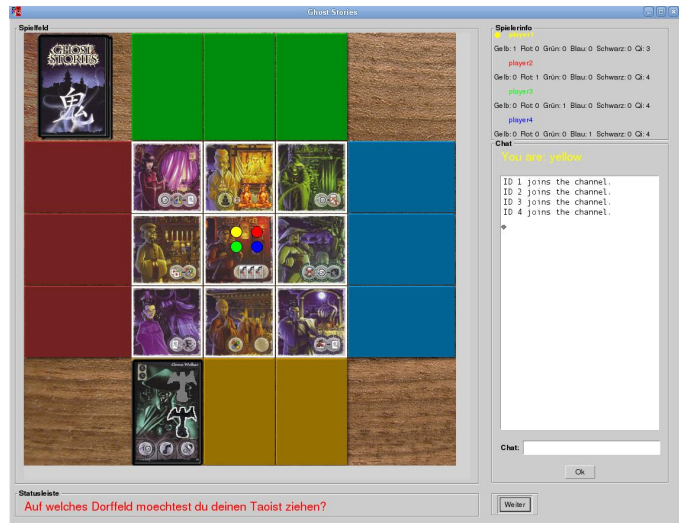 Ghost Stories
Spielfeld
GHOST
STORIES
鬼
Statusleiste
Auf welches Dorffeld moechtest du deinen Taoist ziehen?
Spielerinfo
player1
Gelb: 1 Rot: 0 Grün: 0 Blau: 0 Schwarz: 0 Qi: 3
player2
Gelb: 0 Rot: 1 Grün: 0 Blau: 0 Schwarz: 0 Qi: 4
player3
Gelb: 0 Rot: 0 Grün: 1 Blau: 0 Schwarz: 0 Qi: 4
player4
Gelb: 0 Rot: 0 Grün: 0 Blau: 1 Schwarz: 0 Qi: 4
Chat
You are: yellow
ID 1 joins the channel.
ID 2 joins the channel.
ID 3 joins the channel.
ID 4 joins the channel.
Chat:
Ok
Weiter